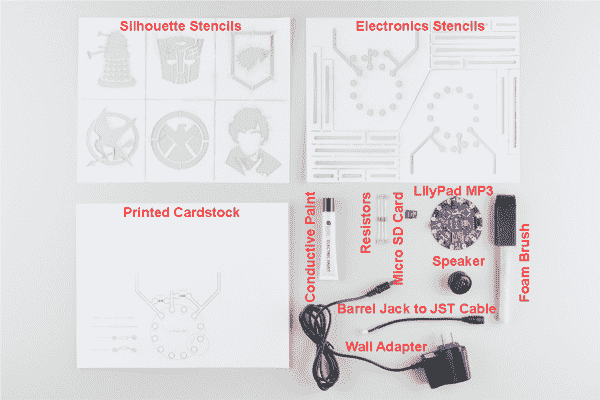 Silhouette Stencils
Electronics Stencils
Printed Cardstock
Conductive Paint
Resistors
Micro SD Card
LilyPad MP3
Speaker
Foam Brush
Barrel Jack to JST Cable
Wall Adapter